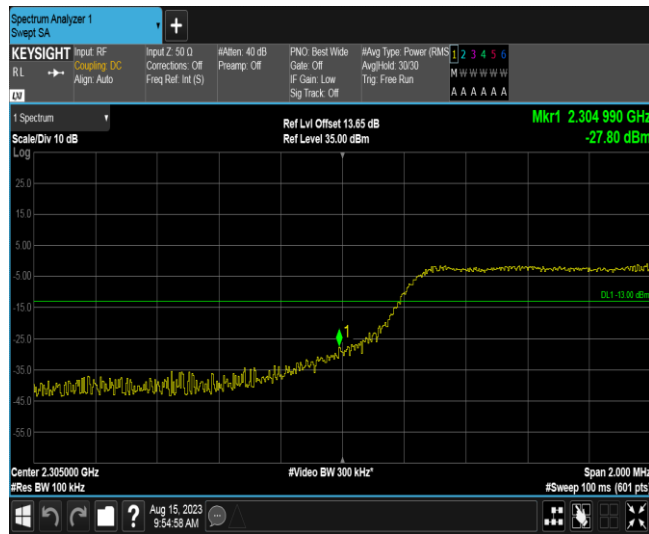 Spectrum Analyzer 1
Swept SA
KEYSIGHT
RL
LXI
Input: RF
Coupling: DC
Align: Auto
Input Z: 50 Ω
Corrections: Off
Freq Ref: Int (S)
#Atten: 40 dB
Preamp: Off
PNO: Best Wide
Gate: Off
IF Gain: Low
Sig Track: Off
#Avg Type: Power (RMS
Avg|Hold: 30/30
Trig: Free Run
1 2 3 4 5 6
M W W W W W
A A A A A A
1 Spectrum
Scale/Div 10 dB
Log
Ref Lvl Offset 13.65 dB
Ref Level 35.00 dBm
Mkr1 2.304 990 GHz
-27.80 dBm
25.0
15.0
5.00
-5.00
-15.0
-25.0
-35.0
-45.0
-55.0
DL1 -13.00 dBm
1
Center 2.305000 GHz
#Res BW 100 kHz
#Video BW 300 kHz*
Span 2.000 MHz
#Sweep 100 ms (601 pts
?
Aug 15, 2023
9:54:58 AM